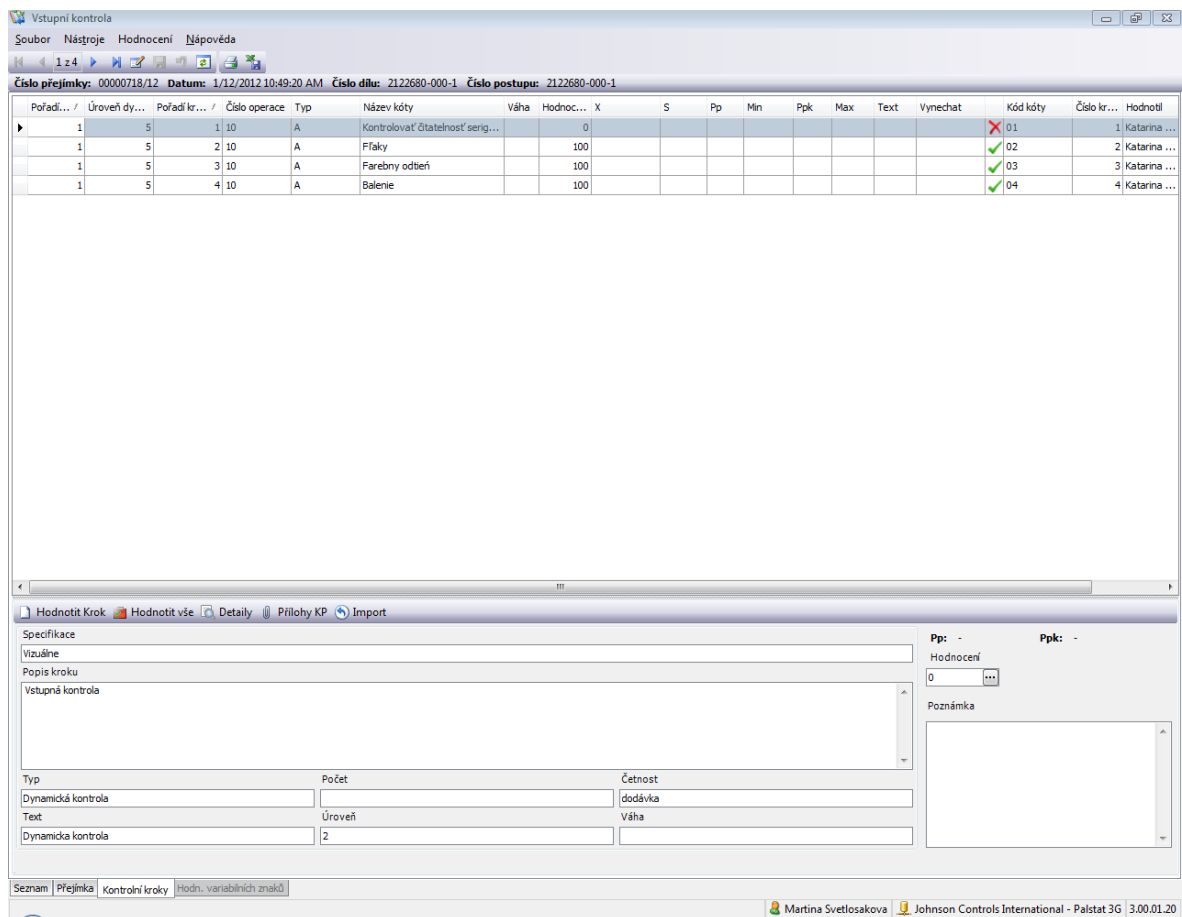 Vstupní kontrola
Soubor Nástroje Hodnocení Nápověda
1 z 4
Číslo přejímky: 00000718/12 Datum: 1/12/2012 10:49:20 AM Číslo dílu: 2122680-000-1 Číslo postupu: 2122680-000-1
Pořadí... / Úroveň dy... Pořadí kr... / Číslo operace Typ Název kóty Váha Hodnoc... X S Pp Min Ppk Max Text Vynechat Kód kóty Číslo kr... Hodnotil
1 5 1 10 A Kontrolovať čitatelnosť serig... 0 01 1 Katarina ...
1 5 2 10 A Fľaky 100 02 2 Katarina ...
1 5 3 10 A Farebny odtieň 100 03 3 Katarina ...
1 5 4 10 A Balenie 100 04 4 Katarina ...
Hodnotit Krok Hodnotit vše Detaily Přílohy KP Import
Specifikace
Pp: - Ppk: -
Vizuálne
Hodnocení
Popis kroku
0 ...
Vstupná kontrola
Poznámka
Typ Počet Četnost
Dynamická kontrola dodávka
Text Úroveň Váha
Dynamicka kontrola 2
Seznam Přejímka Kontrolní kroky Hodn. variabilních znaků
Martina Svetlosakova Johnson Controls International - Palstat 3G 3.00.01.20